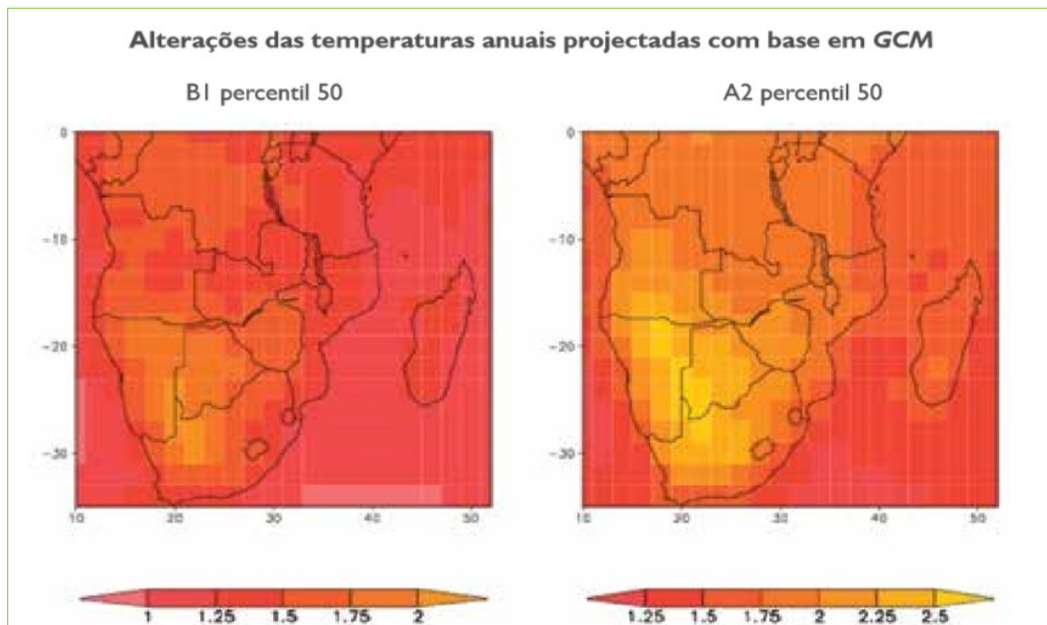 Alterações das temperaturas anuais projectadas com base em GCM
B1 percentil 50
A2 percentil 50
0
-10
-20
-30
10 20 30 40 50
0
-10
-20
-30
10 20 30 40 50
1 1.25 1.5 1.75 2
1.25 1.5 1.75 2 2.25 2.5